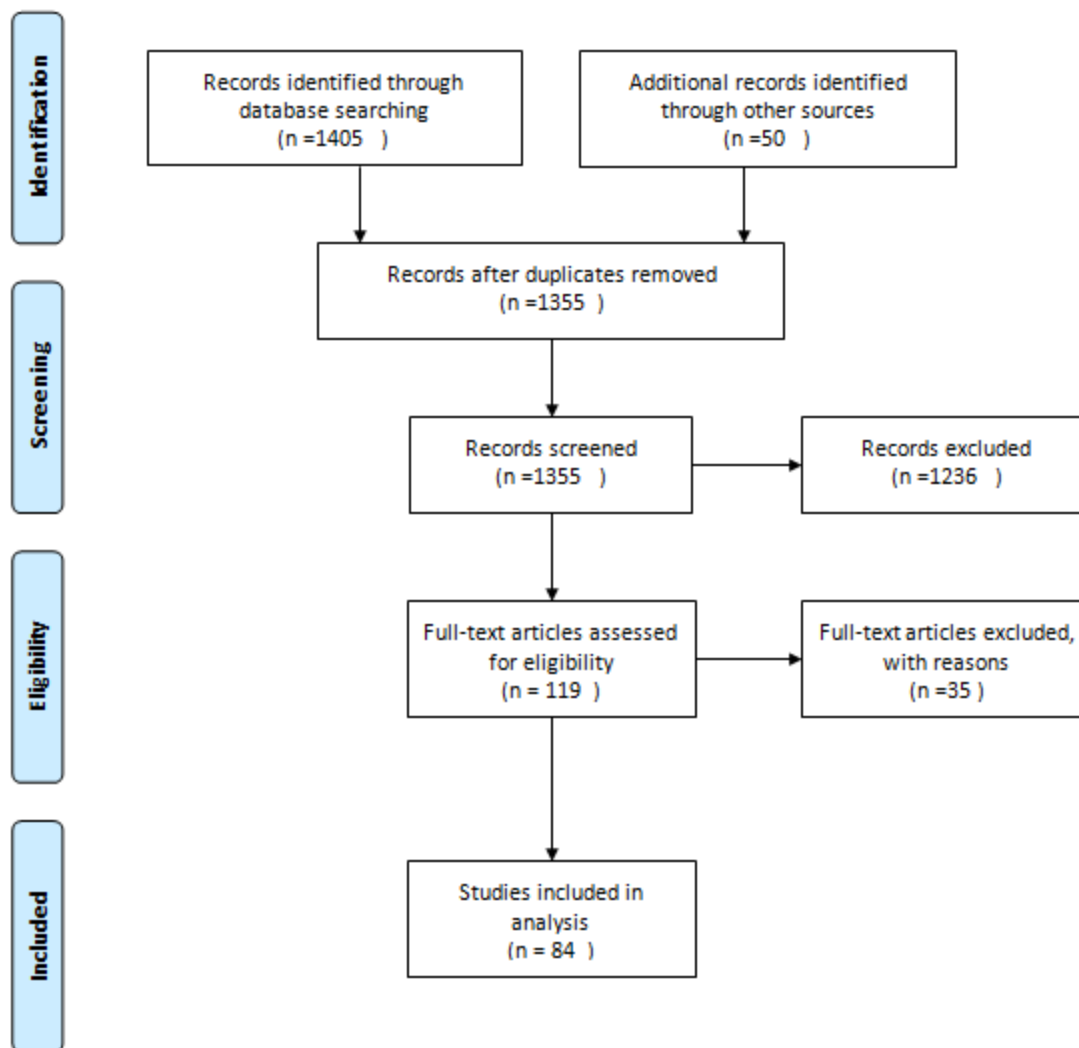 Identification
Records identified through
database searching
(n =1405   )
Additional records identified
through other sources
(n =50   )
Records after duplicates removed
(n =1355  )
Screening
Records screened
(n =1355   )
Records excluded
(n =1236   )
Eligibility
Full-text articles assessed
for eligibility
(n = 119  )
Full-text articles excluded,
with reasons
(n =35 )
Included
Studies included in
analysis
(n = 84  )